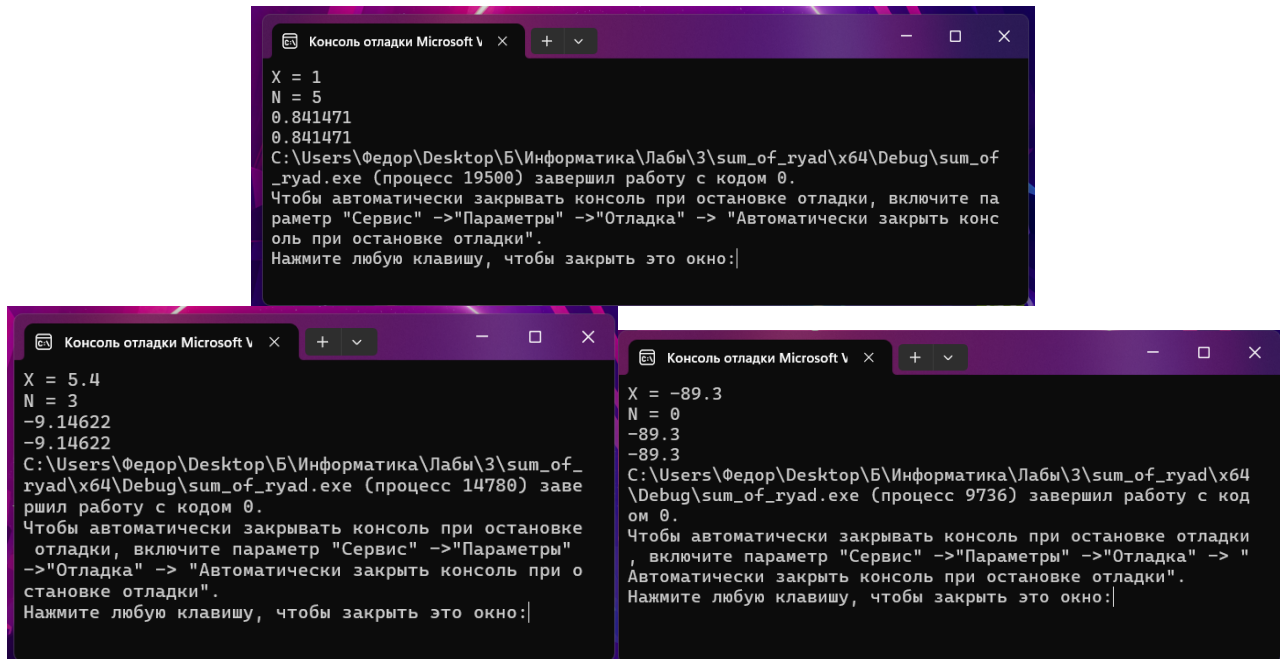 Консоль отладки Microsoft V
X = 1
N = 5
0.841471
0.841471
C:\Users\Федор\Desktop\Б\Информатика\Лабы\3\sum_of_ryad\x64\Debug\sum_of
_ryad.exe (процесс 19500) завершил работу с кодом 0.
Чтобы автоматически закрывать консоль при остановке отладки, включите па
раметр "Сервис" ->"Параметры" ->"Отладка" -> "Автоматически закрыть конс
оль при остановке отладки".
Нажмите любую клавишу, чтобы закрыть это окно:
Консоль отладки Microsoft V
X = 5.4
N = 3
-9.14622
-9.14622
C:\Users\Федор\Desktop\Б\Информатика\Лабы\3\sum_of_
ryad\x64\Debug\sum_of_ryad.exe (процесс 14780) заве
ршил работу с кодом 0.
Чтобы автоматически закрывать консоль при остановке
отладки, включите параметр "Сервис" ->"Параметры"
->"Отладка" -> "Автоматически закрыть консоль при о
становке отладки".
Нажмите любую клавишу, чтобы закрыть это окно:
Консоль отладки Microsoft V
X = -89.3
N = 0
-89.3
-89.3
C:\Users\Федор\Desktop\Б\Информатика\Лабы\3\sum_of_ryad\x64
\Debug\sum_of_ryad.exe (процесс 9736) завершил работу с код
ом 0.
Чтобы автоматически закрывать консоль при остановке отладки
, включите параметр "Сервис" ->"Параметры" ->"Отладка" -> "
Автоматически закрыть консоль при остановке отладки".
Нажмите любую клавишу, чтобы закрыть это окно: